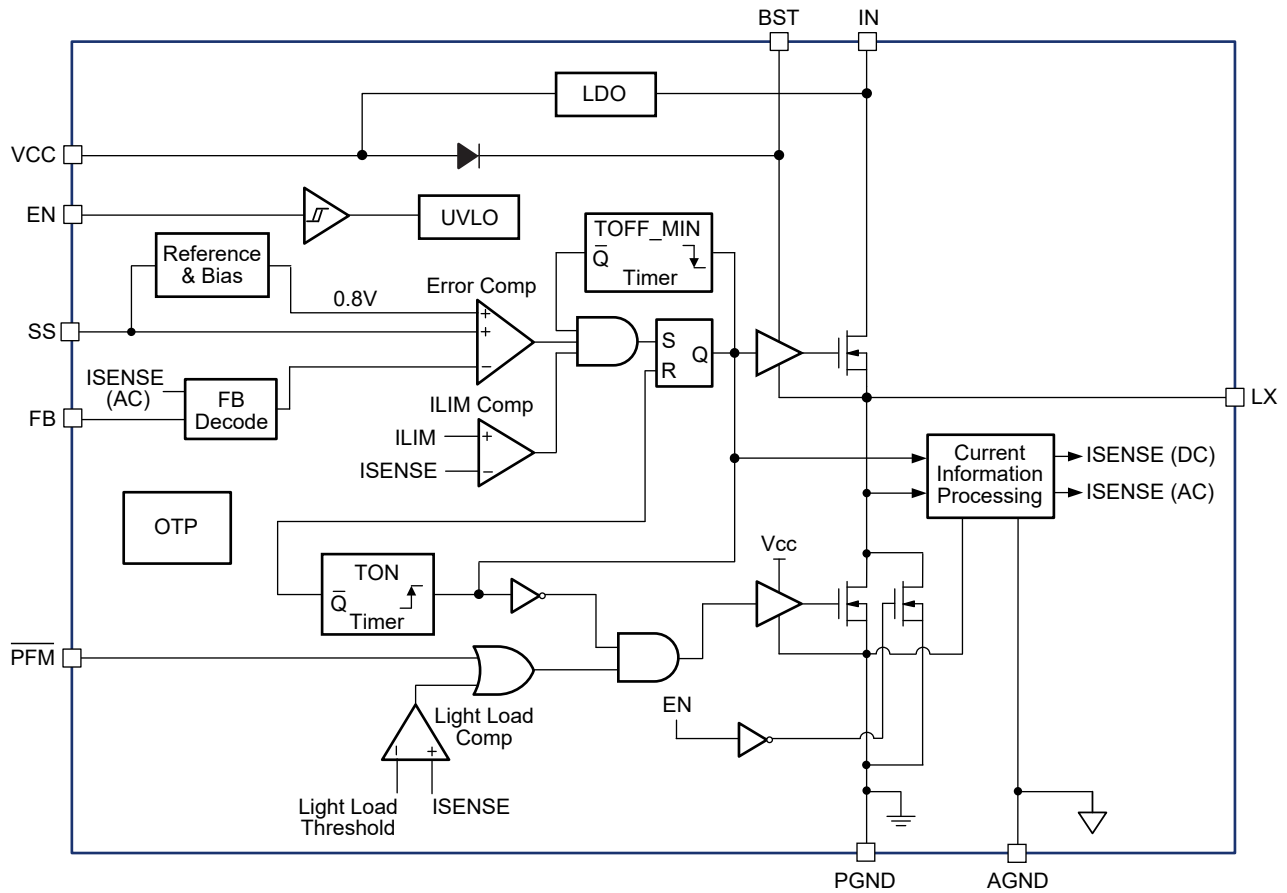 BST
IN
LDO
VCC
EN
UVLO
TOFF_MIN
Q̅
Timer
Reference
& Bias
0.8V
Error Comp
+
+
−
SS
S
R
Q
ISENSE
(AC)
FB
FB
Decode
ILIM Comp
ILIM
+
ISENSE
−
LX
Current
Information
Processing
ISENSE (DC)
ISENSE (AC)
OTP
Vcc
TON
Q̅
Timer
P̅F̅M̅
Light Load
Comp
−
+
EN
Light Load
Threshold
ISENSE
PGND
AGND